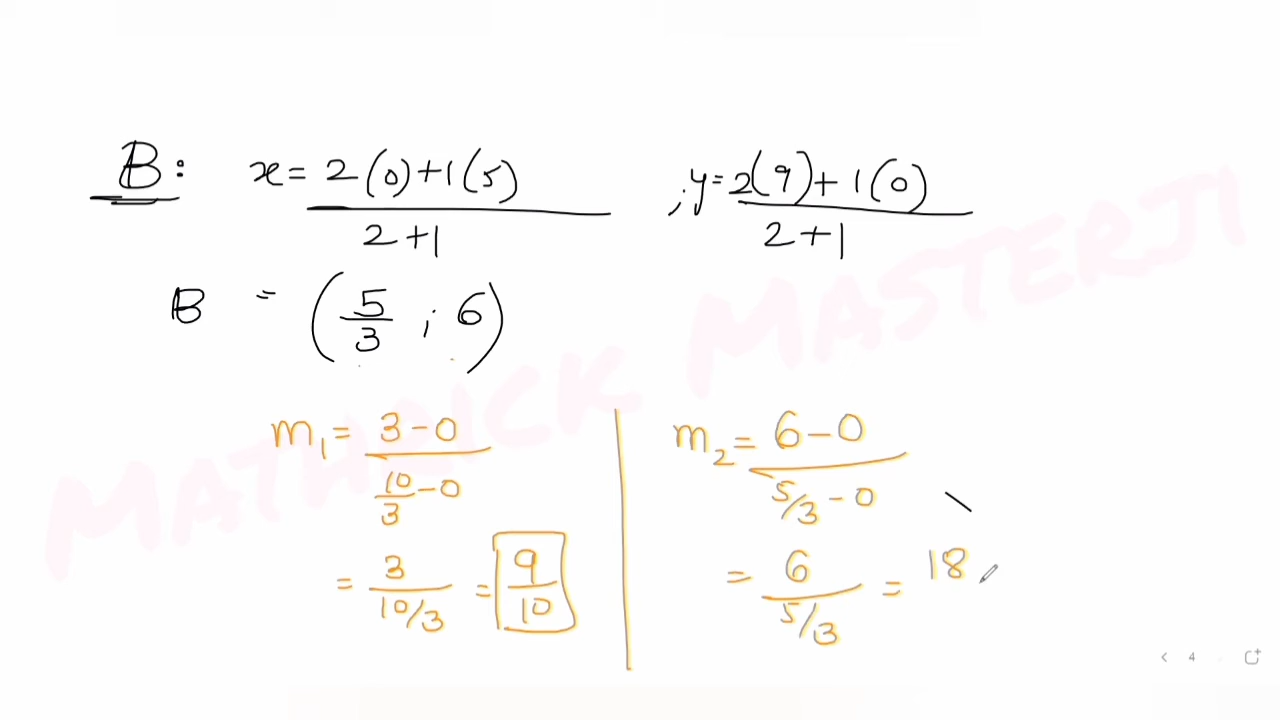 B: x = 2(0)+1(5) / 2+1 ; y = 2(9)+1(0) / 2+1
B = (5/3 ; 6)
m₁ = 3-0 / 10/3 - 0
= 3 / 10/3 = 9/10
m₂ = 6-0 / 5/3 - 0
= 6 / 5/3 = 18
MATHNICK MASTERJI
< 4